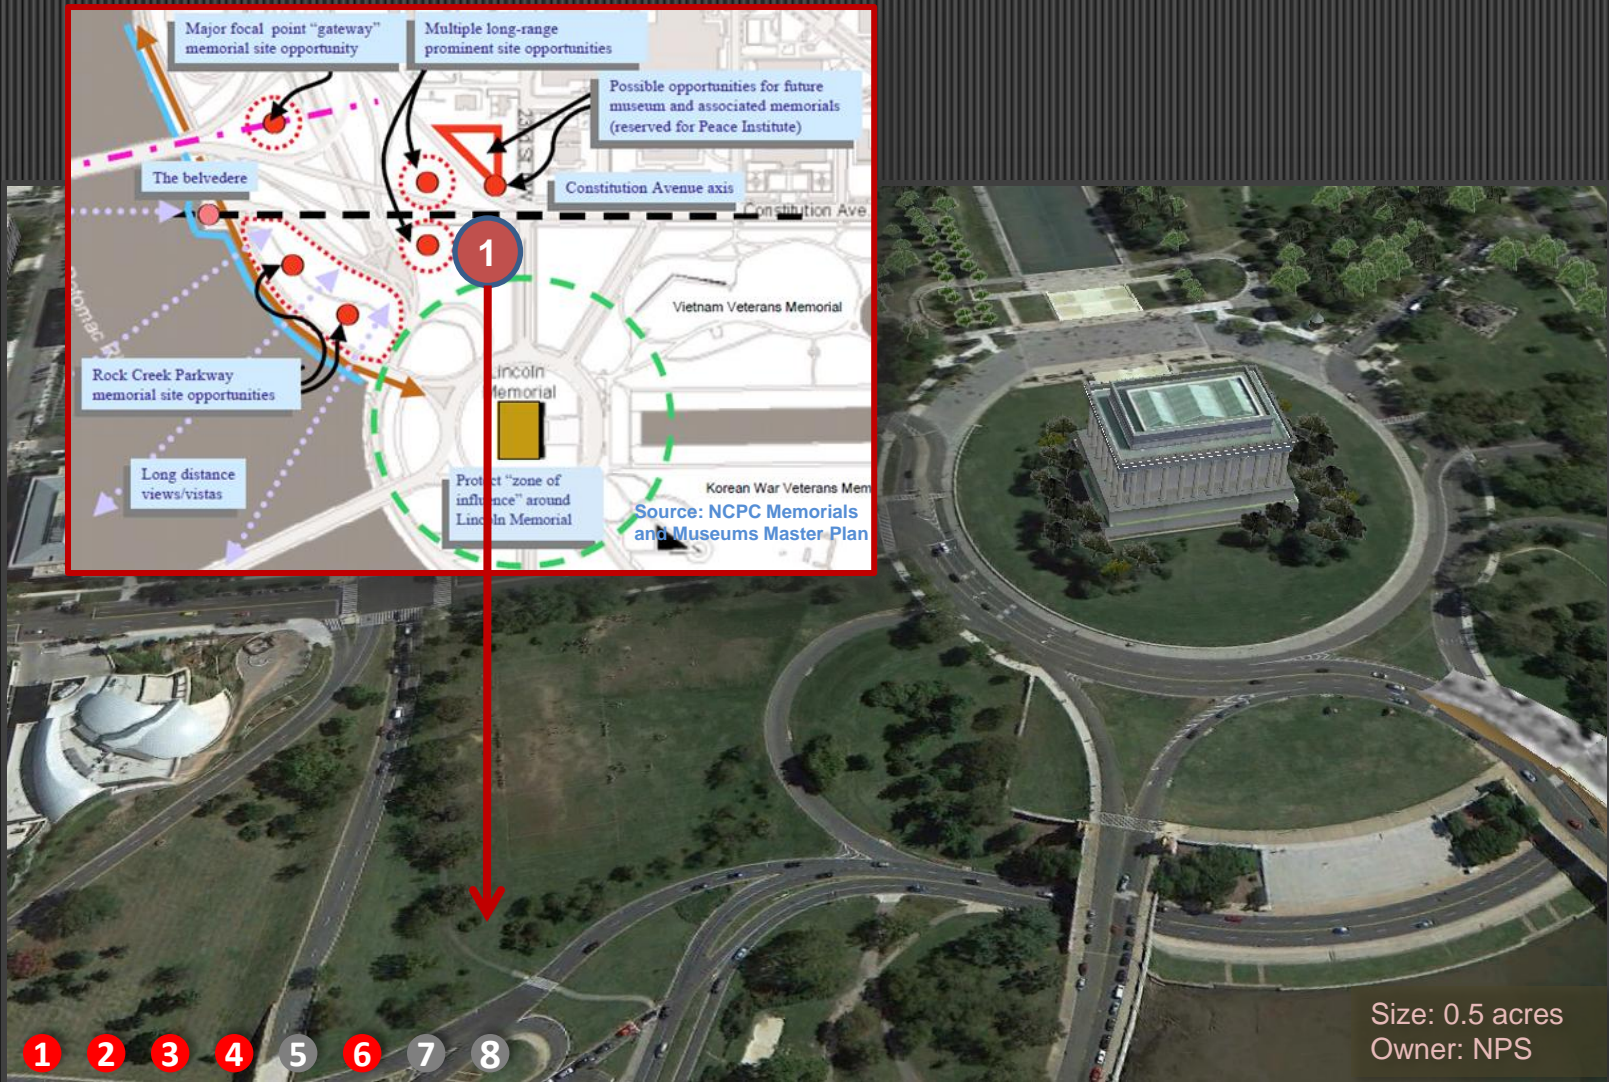 Major focal point “gateway”
memorial site opportunity
Multiple long-range
prominent site opportunities
Possible opportunities for future
museum and associated memorials
(reserved for Peace Institute)
23rd St
The belvedere
Constitution Avenue axis
Constitution Ave
1
Potomac
Vietnam Veterans Memorial
Rock Creek Parkway
memorial site opportunities
Lincoln
Memorial
Long distance
views/vistas
Protect “zone of
influence” around
Lincoln Memorial
Korean War Veterans Mem
Source: NCPC Memorials
and Museums Master Plan
Size: 0.5 acres
Owner: NPS
1 2 3 4 5 6 7 8